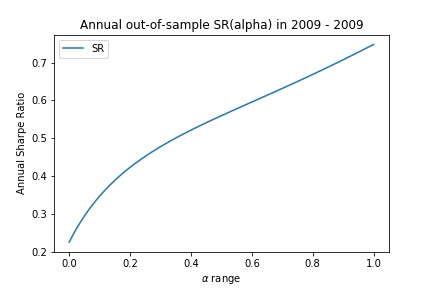 Annual out-of-sample SR(alpha) in 2009 - 2009
SR
Annual Sharpe Ratio
0.7
0.6
0.5
0.4
0.3
0.2
0.0 0.2 0.4 0.6 0.8 1.0
α range